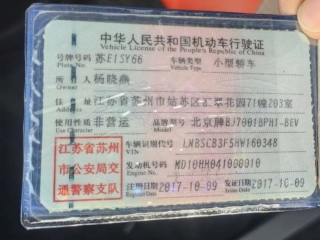 中华人民共和国机动车行驶证
Vehicle License of the People's Republic of China
号牌号码 苏E1SY66 车辆类型 小型轿车
Plate No. Vehicle Type
所有人 杨晓燕
Owner
住址 江苏省苏州市姑苏区汇翠花园71幢203室
Address
使用性质 非营运 品牌型号 北京牌BJ7001BPH1-BEV
Use Character Model
江苏省苏州市公安局交通警察支队
车辆识别代号 LNBSCB3F5HW160348
VIN
发动机号码 MD10HH041000010
Engine No.
注册日期 2017-10-09 发证日期 2017-10-09
Register Date Issue Date